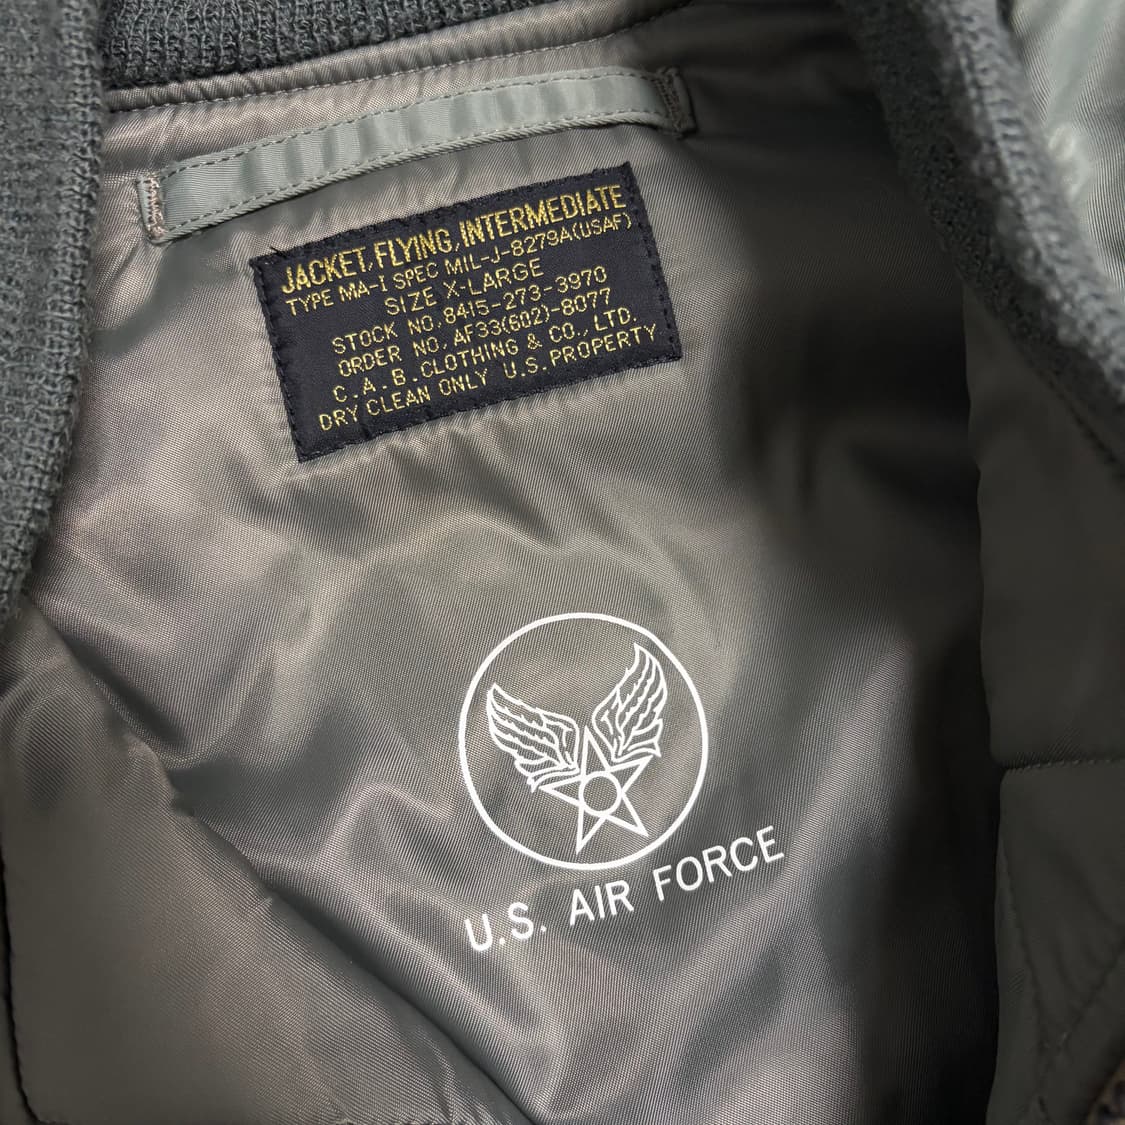 JACKET, FLYING, INTERMEDIATE
TYPE MA-I SPEC MIL-J-8279A(USAF)
SIZE X-LARGE
STOCK NO. 8415-273-3970
ORDER NO. AF33(602)-8077
C.A.B. CLOTHING & CO., LTD.
DRY CLEAN ONLY U.S. PROPERTY
U.S. AIR FORCE